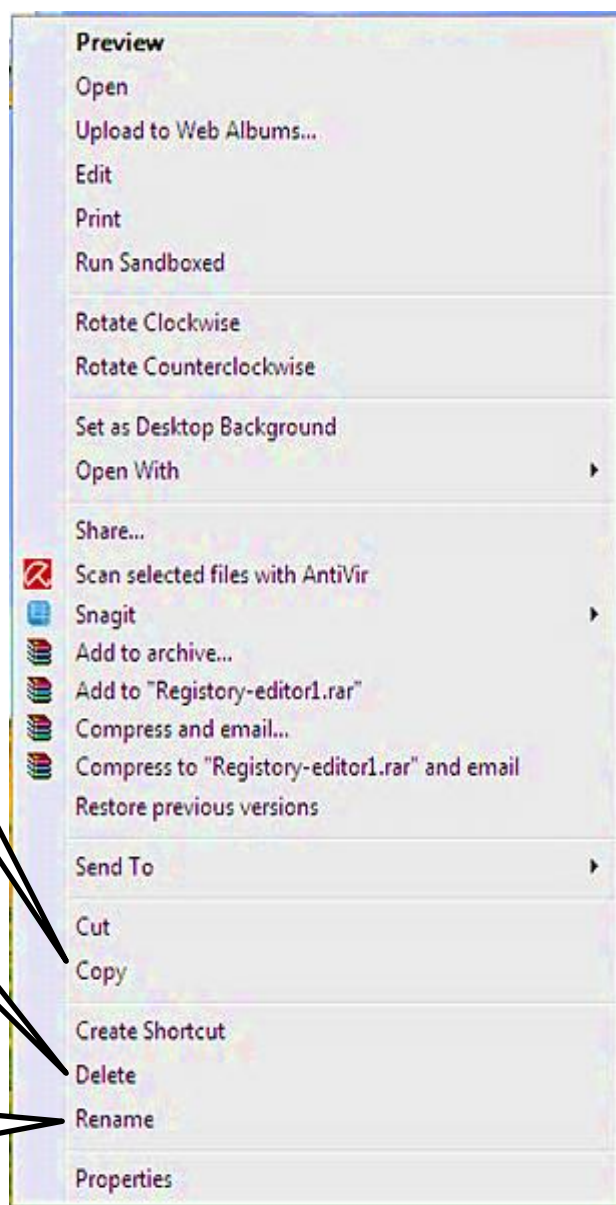 Preview
Open
Upload to Web Albums...
Edit
Print
Run Sandboxed
Rotate Clockwise
Rotate Counterclockwise
Set as Desktop Background
Open With
Share...
Scan selected files with AntiVir
Snagit
Add to archive...
Add to "Registory-editor1.rar"
Compress and email...
Compress to "Registory-editor1.rar" and email
Restore previous versions
Send To
Cut
Copy
Create Shortcut
Delete
Rename
Properties